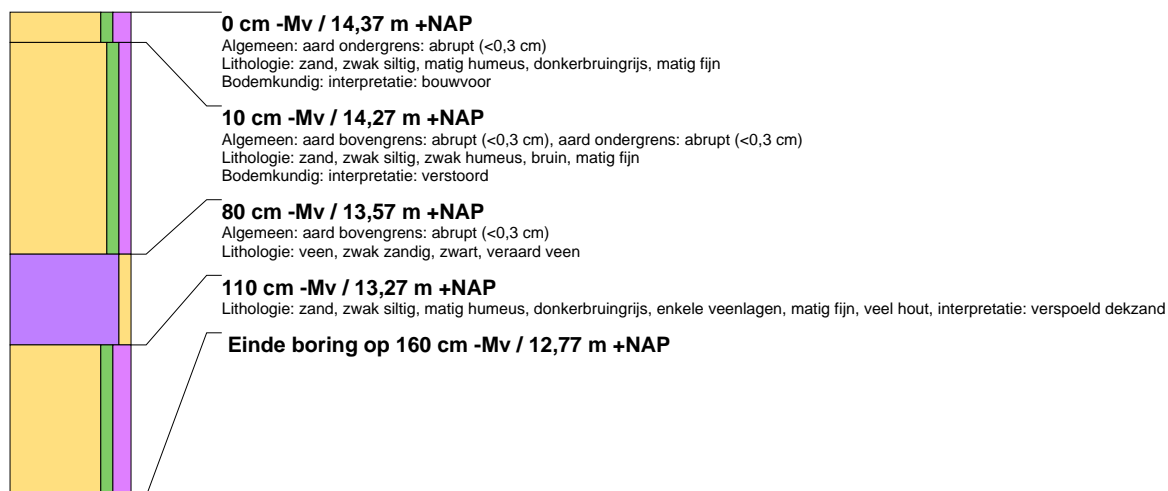 0 cm -Mv / 14,37 m +NAP
Algemeen: aard ondergrens: abrupt (<0,3 cm)
Lithologie: zand, zwak siltig, matig humeus, donkerbruingrijs, matig fijn
Bodemkundig: interpretatie: bouwvoor
10 cm -Mv / 14,27 m +NAP
Algemeen: aard bovengrens: abrupt (<0,3 cm), aard ondergrens: abrupt (<0,3 cm)
Lithologie: zand, zwak siltig, zwak humeus, bruin, matig fijn
Bodemkundig: interpretatie: verstoord
80 cm -Mv / 13,57 m +NAP
Algemeen: aard bovengrens: abrupt (<0,3 cm)
Lithologie: veen, zwak zandig, zwart, veraard veen
110 cm -Mv / 13,27 m +NAP
Lithologie: zand, zwak siltig, matig humeus, donkerbruingrijs, enkele veenlagen, matig fijn, veel hout, interpretatie: verspoeld dekzand
Einde boring op 160 cm -Mv / 12,77 m +NAP